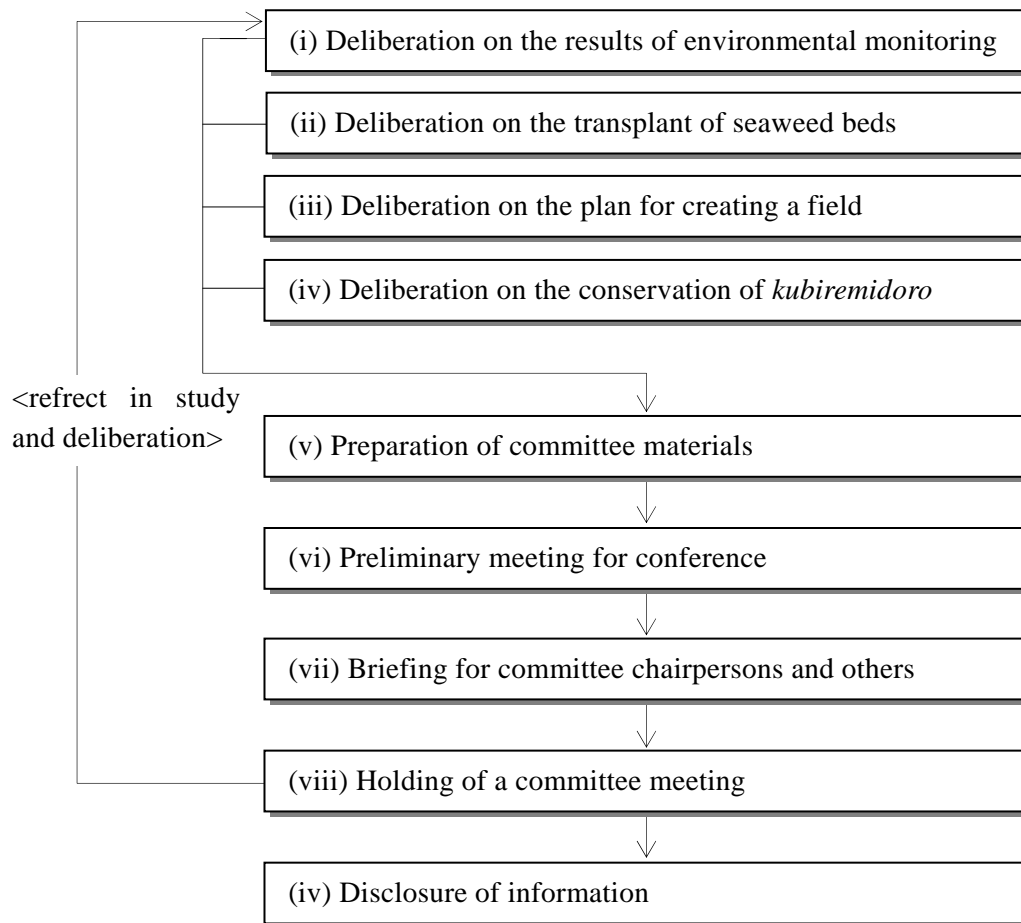 (i) Deliberation on the results of environmental monitoring
(ii) Deliberation on the transplant of seaweed beds
(iii) Deliberation on the plan for creating a field
(iv) Deliberation on the conservation of kubiremidoro
<refrect in study
and deliberation>
(v) Preparation of committee materials
(vi) Preliminary meeting for conference
(vii) Briefing for committee chairpersons and others
(viii) Holding of a committee meeting
(iv) Disclosure of information